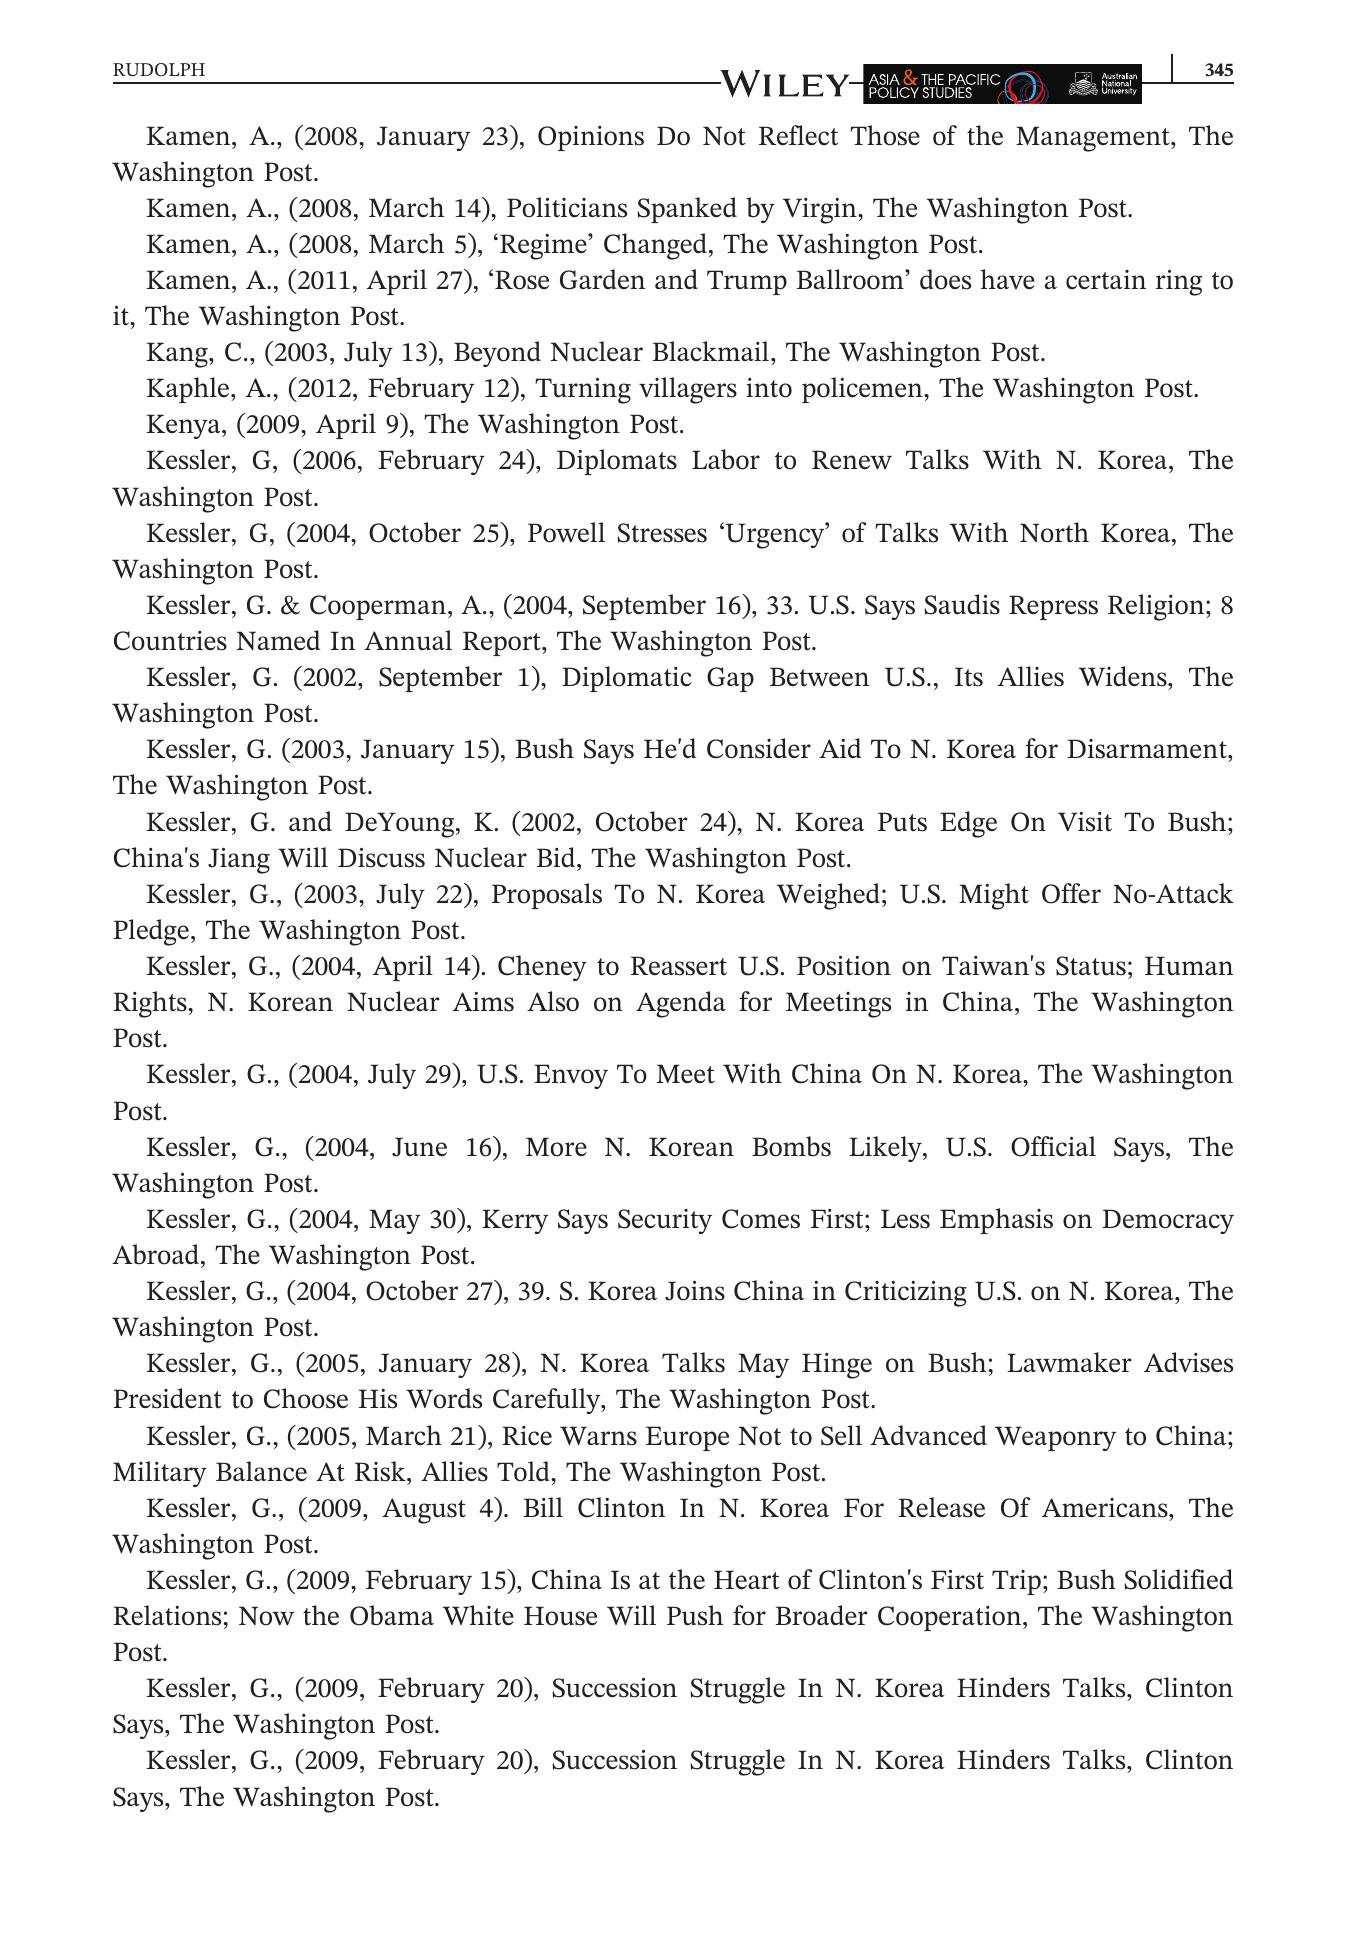 RUDOLPH
WILEY
ASIA & THE PACIFIC
POLICY STUDIES
Australian
National
University
345
Kamen, A., (2008, January 23), Opinions Do Not Reflect Those of the Management, The
Washington Post.
Kamen, A., (2008, March 14), Politicians Spanked by Virgin, The Washington Post.
Kamen, A., (2008, March 5), ‘Regime’ Changed, The Washington Post.
Kamen, A., (2011, April 27), ‘Rose Garden and Trump Ballroom’ does have a certain ring to
it, The Washington Post.
Kang, C., (2003, July 13), Beyond Nuclear Blackmail, The Washington Post.
Kaphle, A., (2012, February 12), Turning villagers into policemen, The Washington Post.
Kenya, (2009, April 9), The Washington Post.
Kessler, G, (2006, February 24), Diplomats Labor to Renew Talks With N. Korea, The
Washington Post.
Kessler, G, (2004, October 25), Powell Stresses ‘Urgency’ of Talks With North Korea, The
Washington Post.
Kessler, G. & Cooperman, A., (2004, September 16), 33. U.S. Says Saudis Repress Religion; 8
Countries Named In Annual Report, The Washington Post.
Kessler, G. (2002, September 1), Diplomatic Gap Between U.S., Its Allies Widens, The
Washington Post.
Kessler, G. (2003, January 15), Bush Says He'd Consider Aid To N. Korea for Disarmament,
The Washington Post.
Kessler, G. and DeYoung, K. (2002, October 24), N. Korea Puts Edge On Visit To Bush;
China's Jiang Will Discuss Nuclear Bid, The Washington Post.
Kessler, G., (2003, July 22), Proposals To N. Korea Weighed; U.S. Might Offer No-Attack
Pledge, The Washington Post.
Kessler, G., (2004, April 14). Cheney to Reassert U.S. Position on Taiwan's Status; Human
Rights, N. Korean Nuclear Aims Also on Agenda for Meetings in China, The Washington
Post.
Kessler, G., (2004, July 29), U.S. Envoy To Meet With China On N. Korea, The Washington
Post.
Kessler, G., (2004, June 16), More N. Korean Bombs Likely, U.S. Official Says, The
Washington Post.
Kessler, G., (2004, May 30), Kerry Says Security Comes First; Less Emphasis on Democracy
Abroad, The Washington Post.
Kessler, G., (2004, October 27), 39. S. Korea Joins China in Criticizing U.S. on N. Korea, The
Washington Post.
Kessler, G., (2005, January 28), N. Korea Talks May Hinge on Bush; Lawmaker Advises
President to Choose His Words Carefully, The Washington Post.
Kessler, G., (2005, March 21), Rice Warns Europe Not to Sell Advanced Weaponry to China;
Military Balance At Risk, Allies Told, The Washington Post.
Kessler, G., (2009, August 4). Bill Clinton In N. Korea For Release Of Americans, The
Washington Post.
Kessler, G., (2009, February 15), China Is at the Heart of Clinton's First Trip; Bush Solidified
Relations; Now the Obama White House Will Push for Broader Cooperation, The Washington
Post.
Kessler, G., (2009, February 20), Succession Struggle In N. Korea Hinders Talks, Clinton
Says, The Washington Post.
Kessler, G., (2009, February 20), Succession Struggle In N. Korea Hinders Talks, Clinton
Says, The Washington Post.